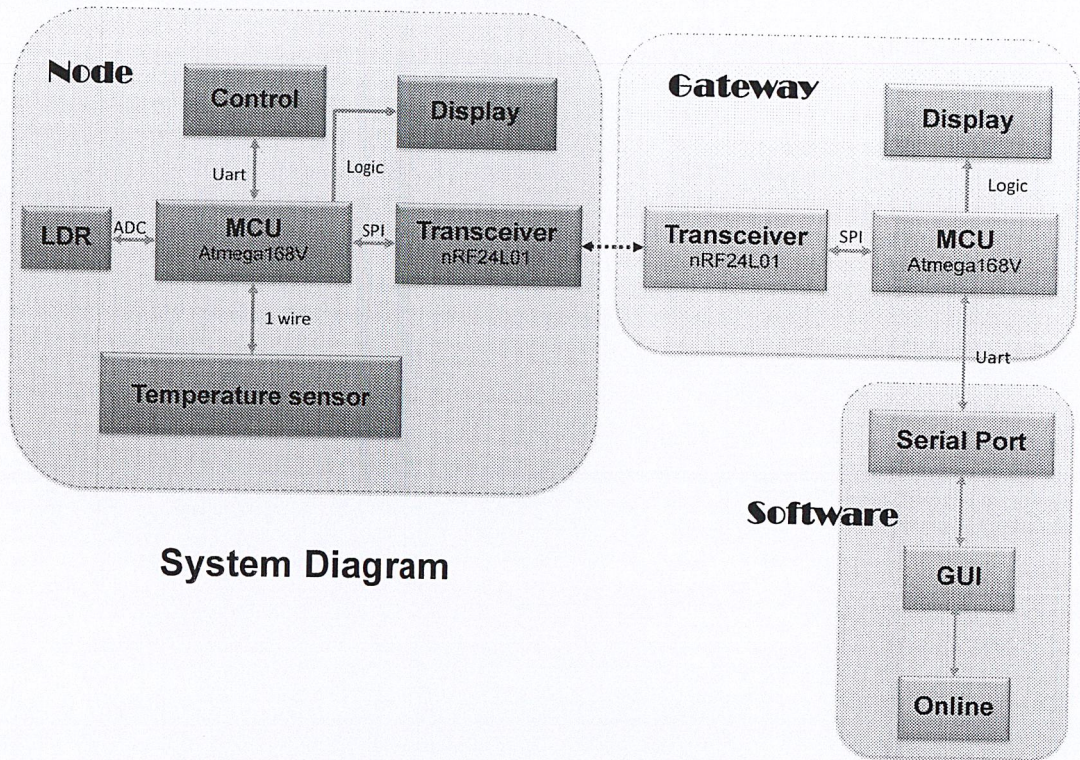 Node
Control
Display
Uart
Logic
LDR
ADC
MCU
Atmega168V
SPI
Transceiver
nRF24L01
1 wire
Temperature sensor
Gateway
Display
Logic
Transceiver
nRF24L01
SPI
MCU
Atmega168V
Uart
Serial Port
Software
GUI
Online
System Diagram